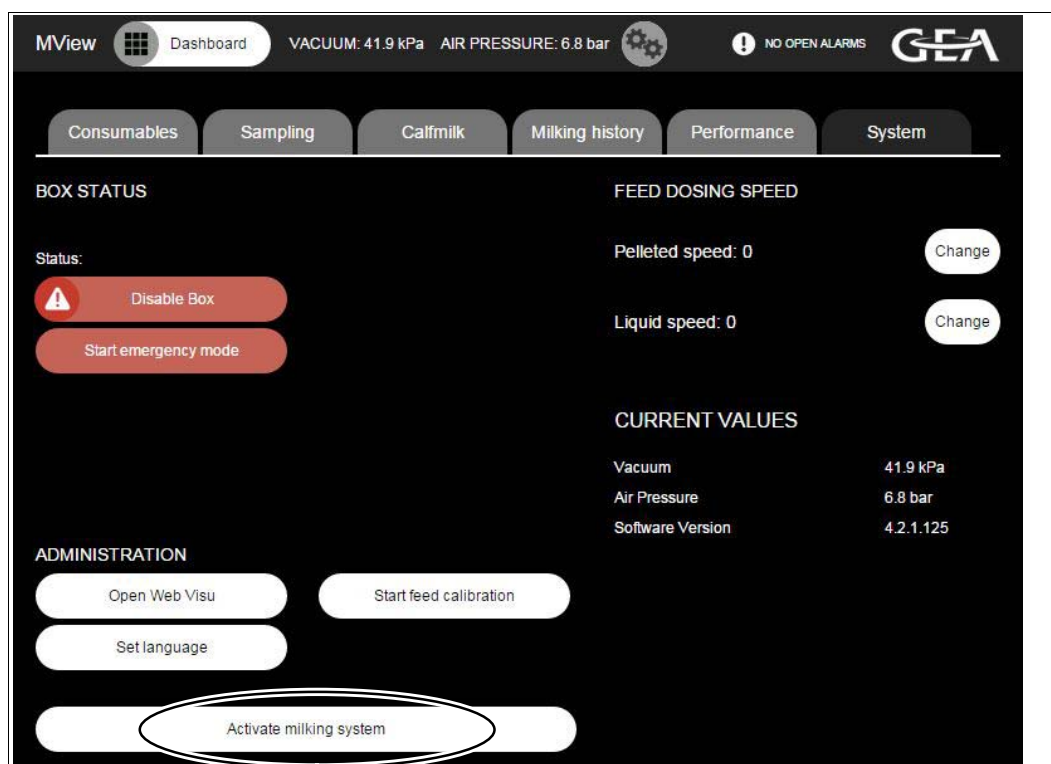 MView Dashboard VACUUM: 41.9 kPa AIR PRESSURE: 6.8 bar NO OPEN ALARMS GEA
Consumables Sampling Calfmilk Milking history Performance System
BOX STATUS
Status:
Disable Box
Start emergency mode
FEED DOSING SPEED
Pelleted speed: 0 Change
Liquid speed: 0 Change
CURRENT VALUES
Vacuum 41.9 kPa
Air Pressure 6.8 bar
Software Version 4.2.1.125
ADMINISTRATION
Open Web Visu Start feed calibration
Set language
Activate milking system